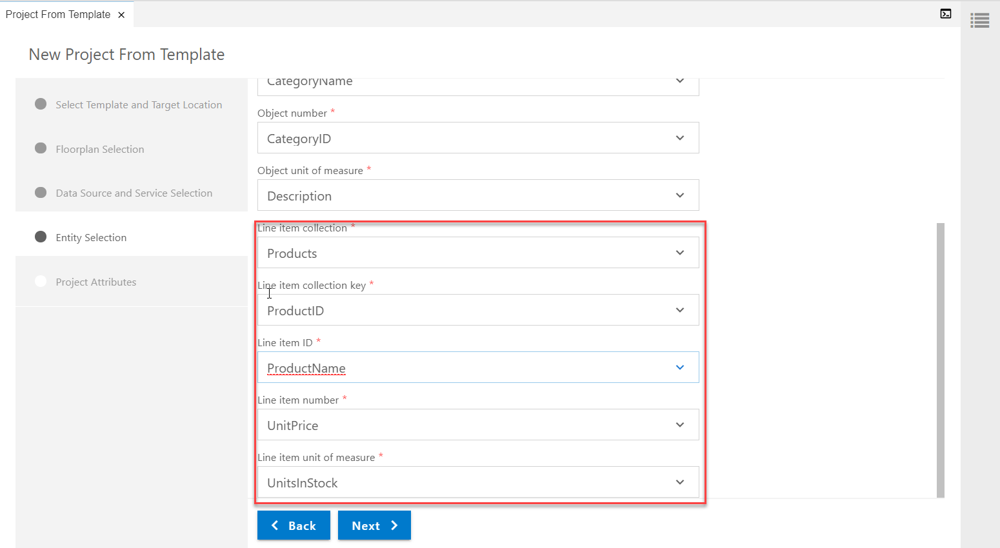 Project From Template ×
New Project From Template
Select Template and Target Location
Floorplan Selection
Data Source and Service Selection
Entity Selection
Project Attributes
CategoryName
Object number *
CategoryID
Object unit of measure *
Description
Line item collection *
Products
Line item collection key *
ProductID
Line item ID *
ProductName
Line item number *
UnitPrice
Line item unit of measure *
UnitsInStock
Back
Next